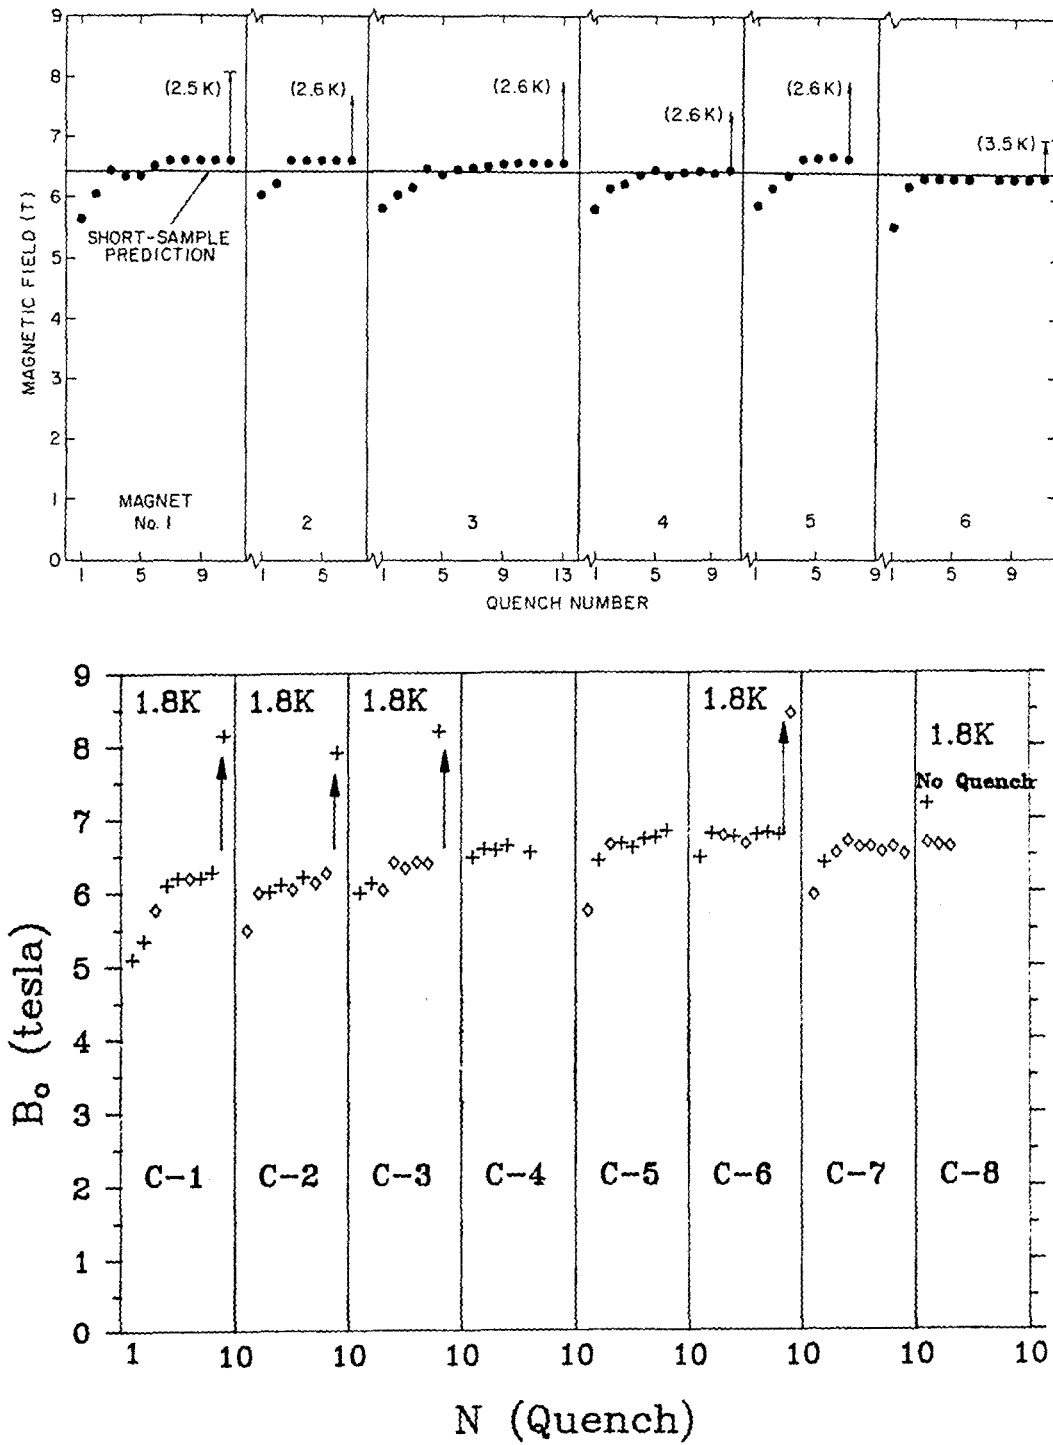 9
8
7
6
5
4
3
2
1
0
MAGNETIC FIELD (T)
(2.5 K) (2.6 K) (2.6 K) (2.6 K) (2.6 K) (3.5 K)
SHORT-SAMPLE
PREDICTION
MAGNET
No. 1 2 3 4 5 6
1 5 9 1 5 1 5 9 13 1 5 9 1 5 9 1 5 9
QUENCH NUMBER
9
8
7
6
5
4
3
2
1
0
B₀ (tesla)
1.8K 1.8K 1.8K 1.8K 1.8K
No Quench
C-1 C-2 C-3 C-4 C-5 C-6 C-7 C-8
1 10 10 10 10 10 10 10 10
N (Quench)